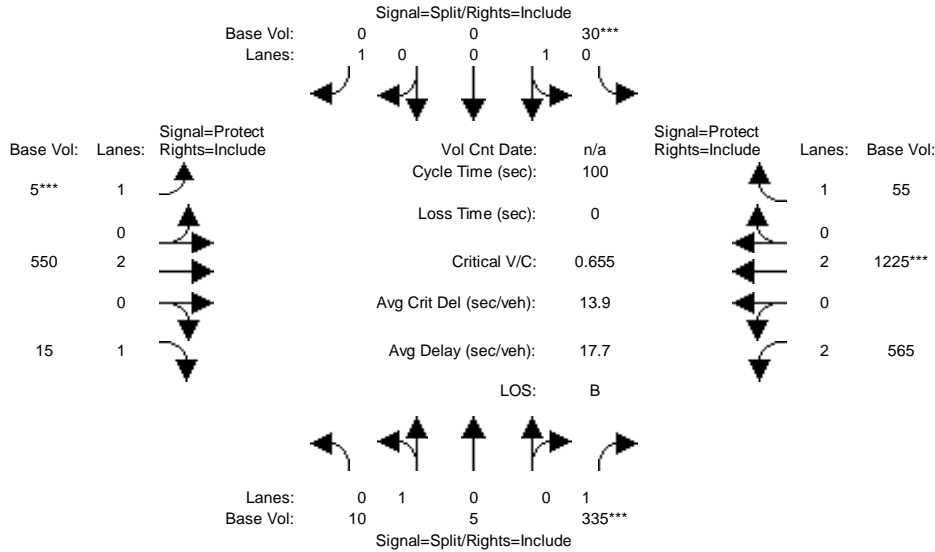 Signal=Split/Rights=Include
Base Vol: 0 0 30***
Lanes: 1 0 0 1 0
Signal=Protect Signal=Protect
Base Vol: Lanes: Rights=Include Vol Cnt Date: n/a Rights=Include Lanes: Base Vol:
Cycle Time (sec): 100
5*** 1 1 55
Loss Time (sec): 0
0 0
550 2 Critical V/C: 0.655 2 1225***
0 Avg Crit Del (sec/veh): 13.9 0
15 1 Avg Delay (sec/veh): 17.7 2 565
LOS: B
Lanes: 0 1 0 0 1
Base Vol: 10 5 335***
Signal=Split/Rights=Include